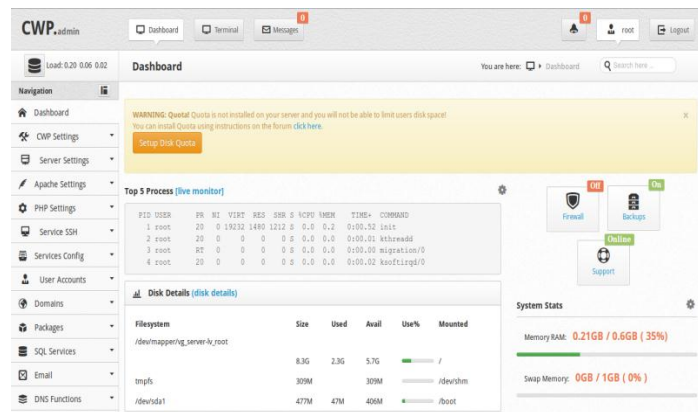 CWP.admin
Dashboard
Terminal
Messages
0
0
root
Logout
Load: 0.20 0.06 0.02
Dashboard
You are here:
Dashboard
Search here ...
Navigation
Dashboard
CWP Settings
Server Settings
Apache Settings
PHP Settings
Service SSH
Services Config
User Accounts
Domains
Packages
SQL Services
Email
DNS Functions
WARNING: Quota! Quota is not installed on your server and you will not be able to limit users disk space!
You can install Quota using instructions on the forum click here.
Setup Disk Quota
x
Top 5 Process [live monitor]
PID USER PR NI VIRT RES SHR S %CPU %MEM TIME+ COMMAND
1 root 20 0 19232 1480 1212 S 0.0 0.2 0:00.52 init
2 root 20 0 0 0 0 S 0.0 0.0 0:00.01 kthreadd
3 root RT 0 0 0 0 S 0.0 0.0 0:00.00 migration/0
4 root 20 0 0 0 0 S 0.0 0.0 0:00.02 ksoftirqd/0
Off
Firewall
On
Backups
Online
Support
Disk Details (disk details)
Filesystem Size Used Avail Use% Mounted
/dev/mapper/vg_server-lv_root
8.3G 2.3G 5.7G /
tmpfs 309M 309M /dev/shm
/dev/sda1 477M 47M 406M /boot
System Stats
Memory RAM: 0.21GB / 0.6GB ( 35%)
Swap Memory: 0GB / 1GB ( 0% )